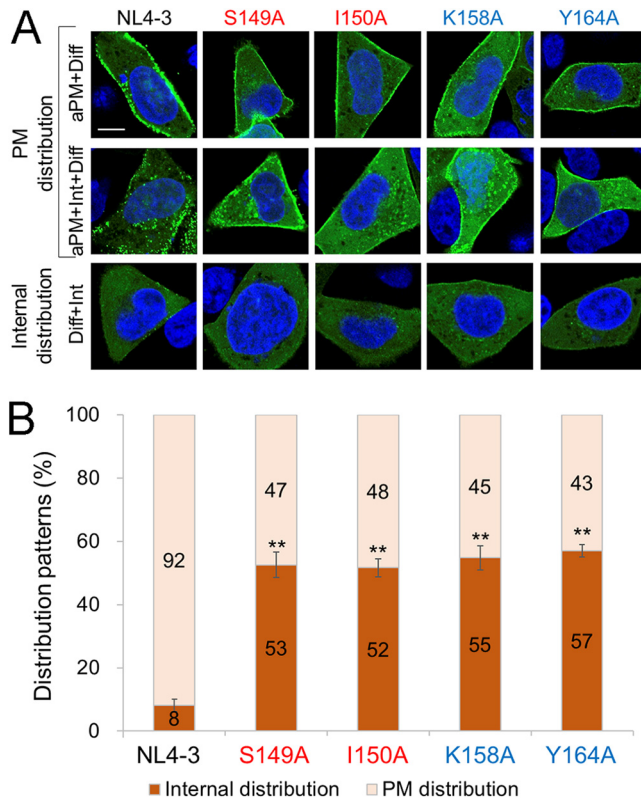 A
NL4-3 S149A I150A K158A Y164A
PM
distribution
aPM+Diff
aPM+Int+Diff
Internal
distribution
Diff+Int
B
Distribution patterns (%)
100
80
60
40
20
0
92
8
47
**
53
48
**
52
45
**
55
43
**
57
NL4-3 S149A I150A K158A Y164A
Internal distribution PM distribution